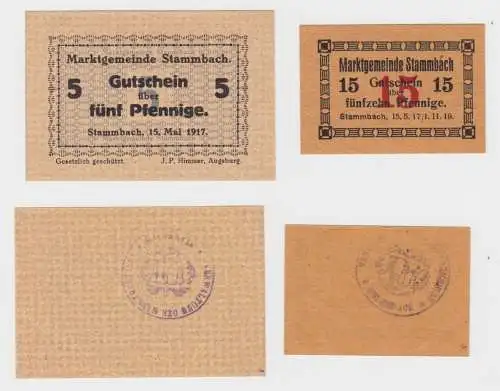 Marktgemeinde Stammbach.
5 Gutschein 5
über
fünf Pfennige.
Stammbach, 15. Mai 1917.
Gesetzlich geschützt. J. P. Himmer, Augsburg.
Marktgemeinde Stammbach
15 Gutschein 15
über
15
fünfzehn Pfennige.
Stammbach, 15. 5. 17/1. 11. 18.